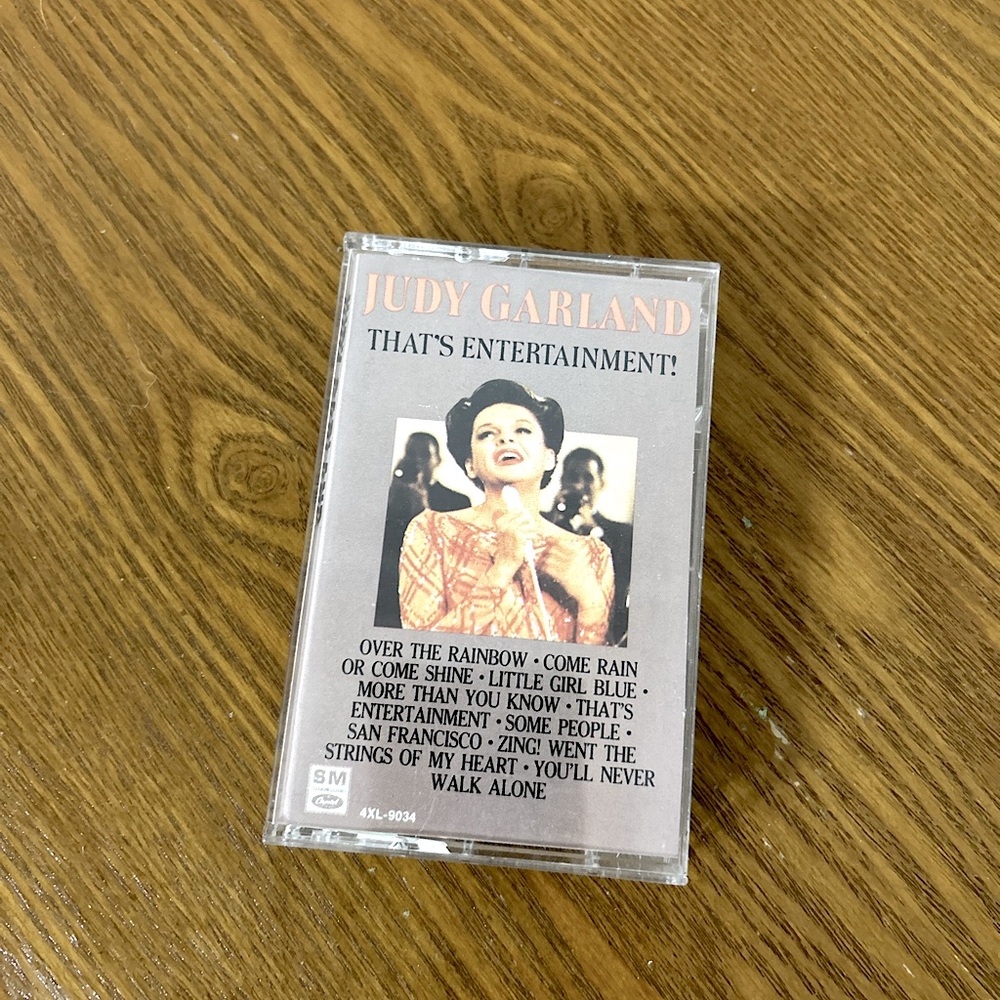 JUDY GARLAND
THAT'S ENTERTAINMENT!
OVER THE RAINBOW • COME RAIN
OR COME SHINE • LITTLE GIRL BLUE •
MORE THAN YOU KNOW • THAT'S
ENTERTAINMENT • SOME PEOPLE •
SAN FRANCISCO • ZING! WENT THE
STRINGS OF MY HEART • YOU'LL NEVER
WALK ALONE
SM
Capitol
4XL-9034